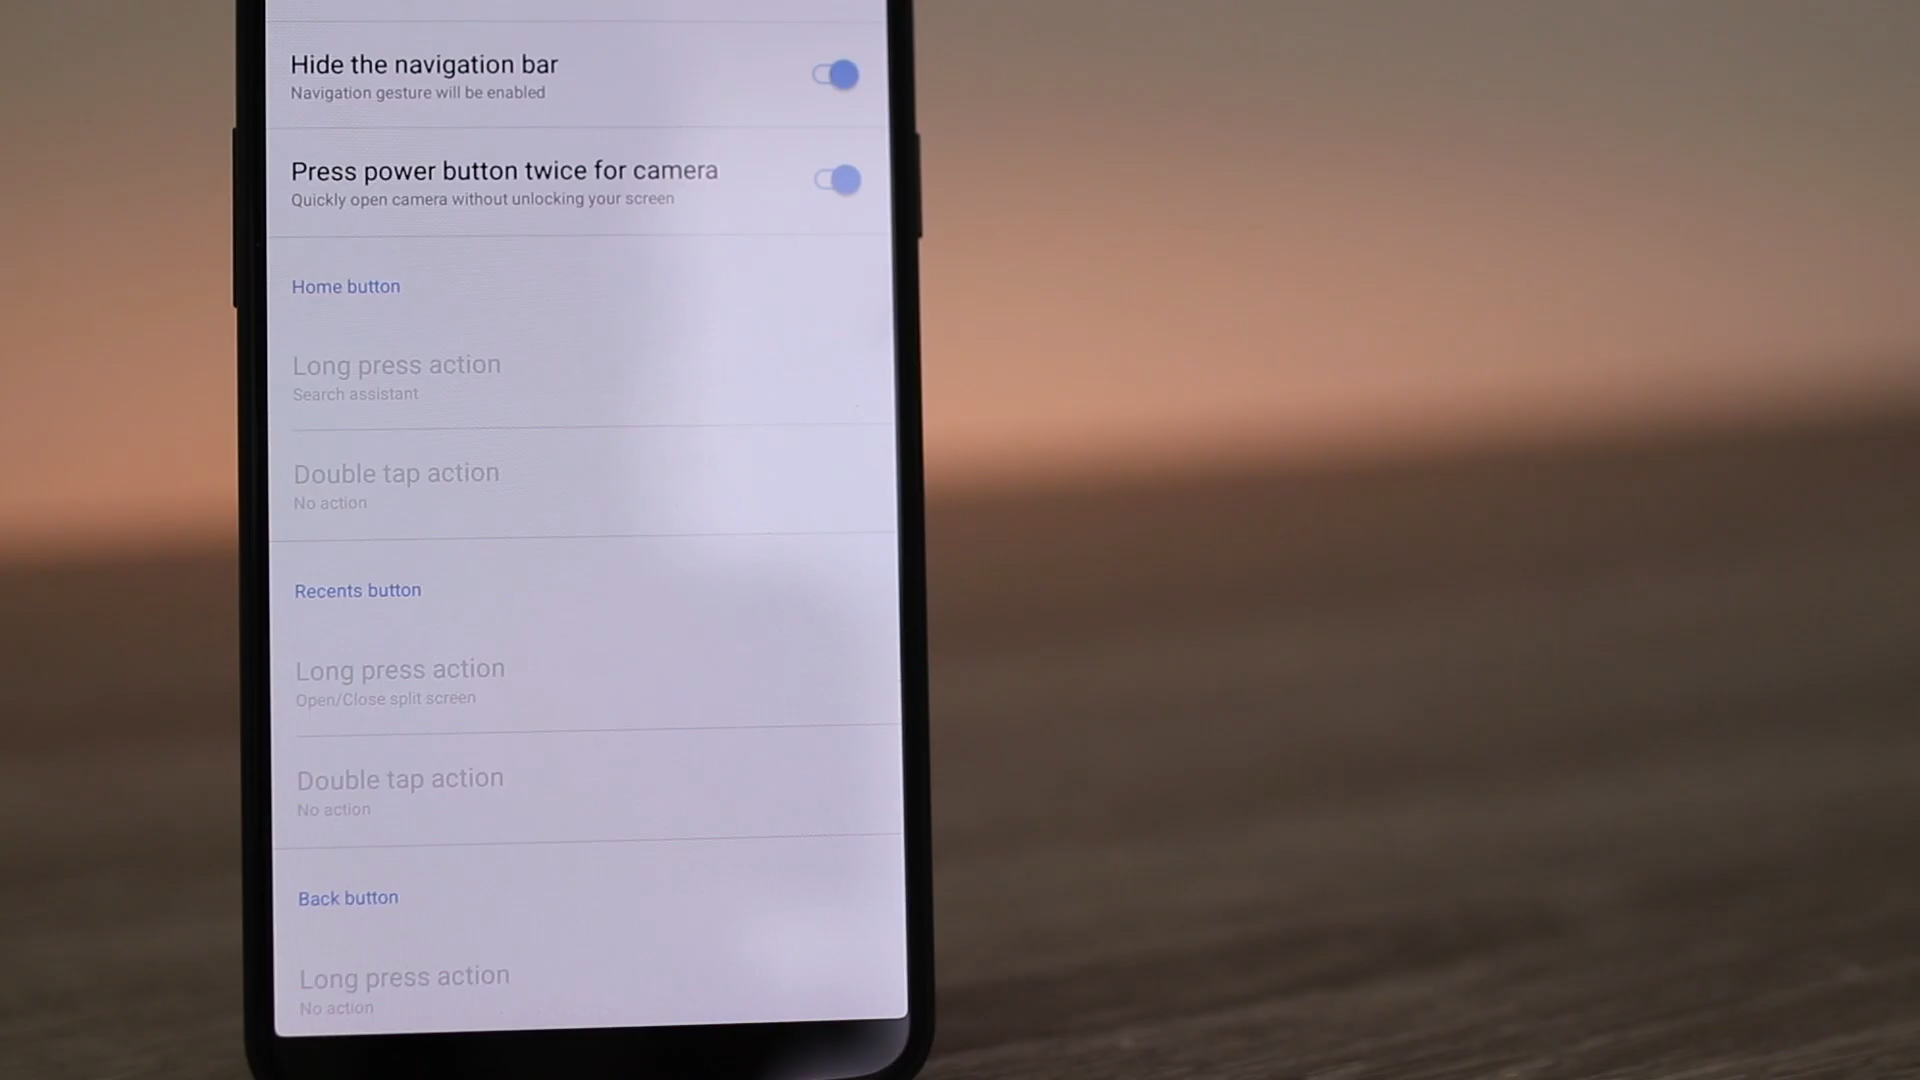 Hide the navigation bar
Navigation gesture will be enabled
Press power button twice for camera
Quickly open camera without unlocking your screen
Home button
Long press action
Search assistant
Double tap action
No action
Recents button
Long press action
Open/Close split screen
Double tap action
No action
Back button
Long press action
No action